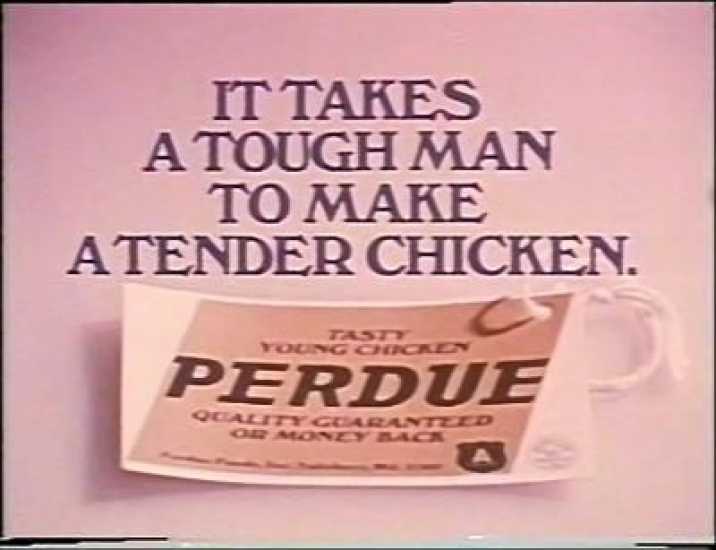 IT TAKES
A TOUGH MAN
TO MAKE
A TENDER CHICKEN.
TASTY
YOUNG CHICKEN
PERDUE
QUALITY GUARANTEED
OR MONEY BACK
A